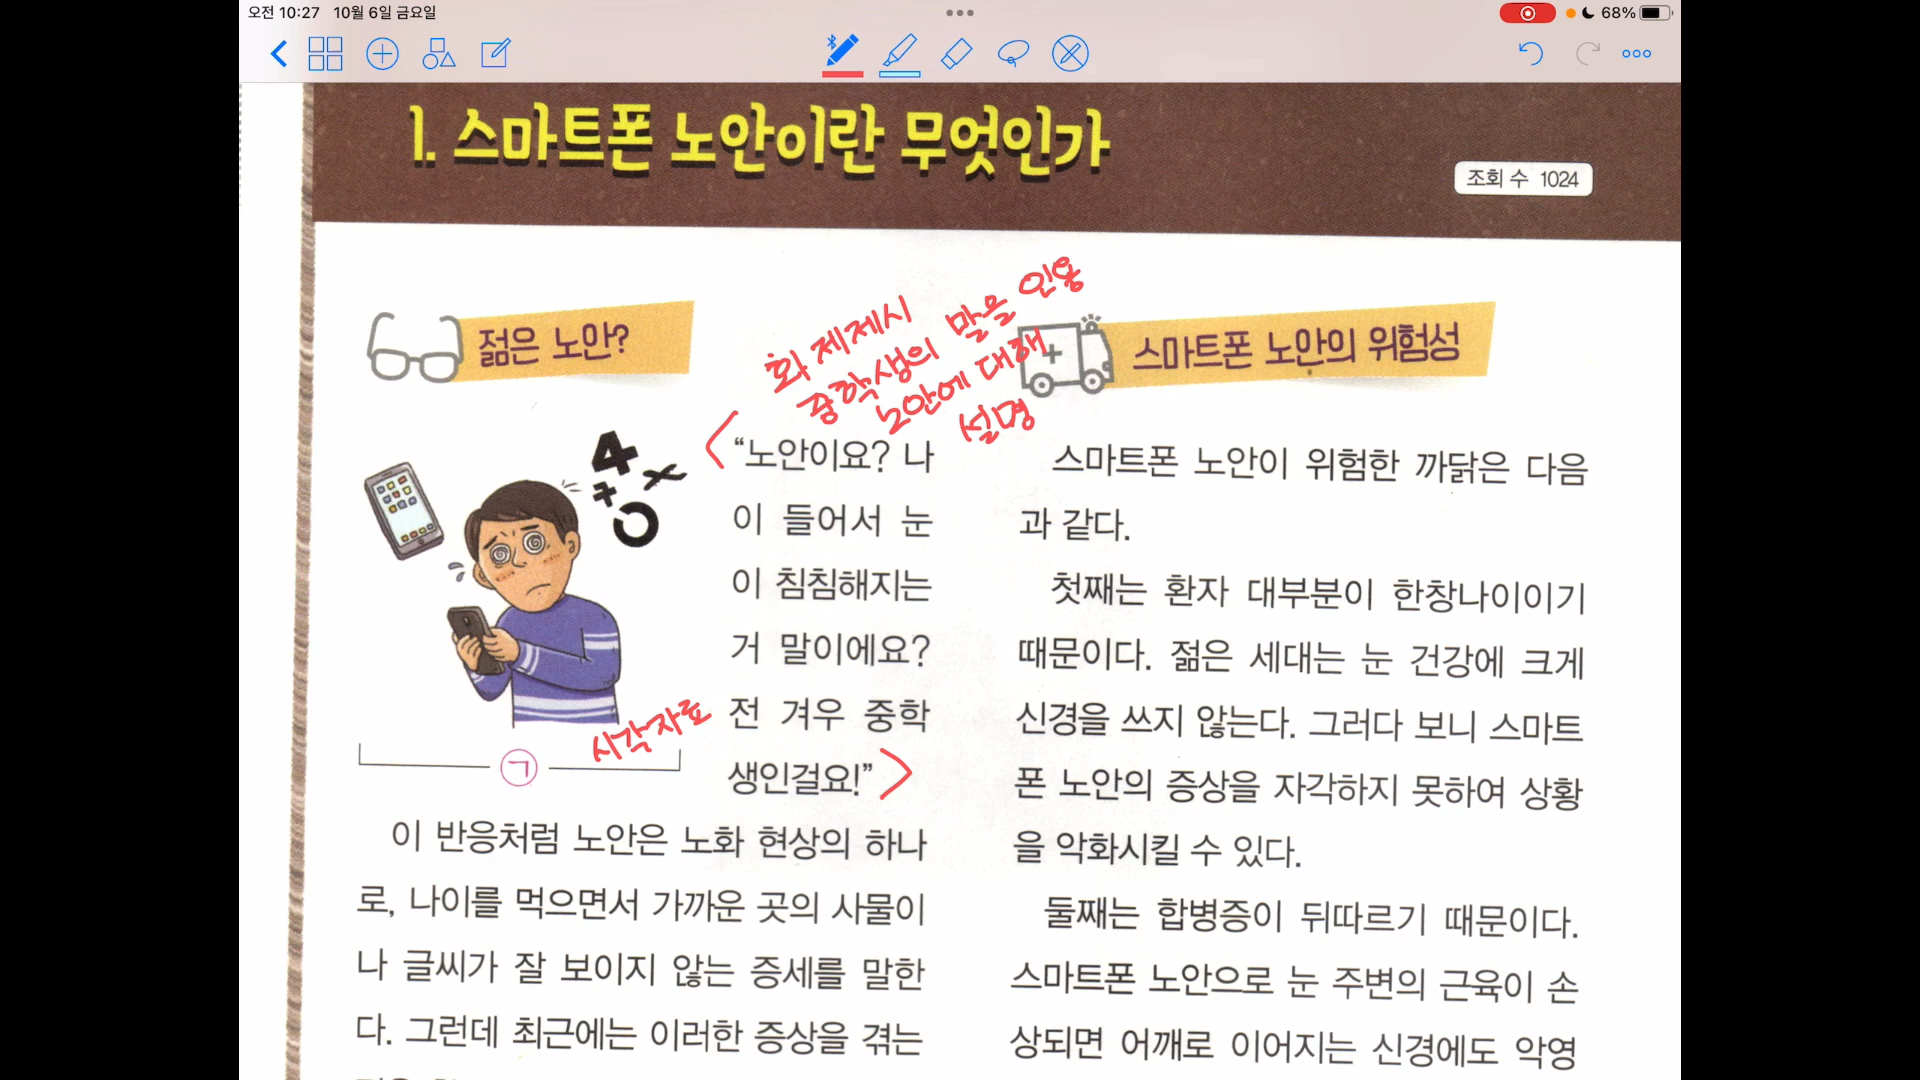 오전 10:27 10월 6일 금요일
68%
1. 스마트폰 노안이란 무엇인가
조회 수 1024
젊은 노안?
화제제시
중학생의 말을 인용
노안에 대해
설명
“노안이요? 나
이 들어서 눈
이 침침해지는
거 말이에요?
전 겨우 중학
생인걸요!”
4
x
+
시각자료
ㄱ
이 반응처럼 노안은 노화 현상의 하나
로, 나이를 먹으면서 가까운 곳의 사물이
나 글씨가 잘 보이지 않는 증세를 말한
다. 그런데 최근에는 이러한 증상을 겪는
스마트폰 노안의 위험성
스마트폰 노안이 위험한 까닭은 다음
과 같다.
첫째는 환자 대부분이 한창나이이기
때문이다. 젊은 세대는 눈 건강에 크게
신경을 쓰지 않는다. 그러다 보니 스마트
폰 노안의 증상을 자각하지 못하여 상황
을 악화시킬 수 있다.
둘째는 합병증이 뒤따르기 때문이다.
스마트폰 노안으로 눈 주변의 근육이 손
상되면 어깨로 이어지는 신경에도 악영